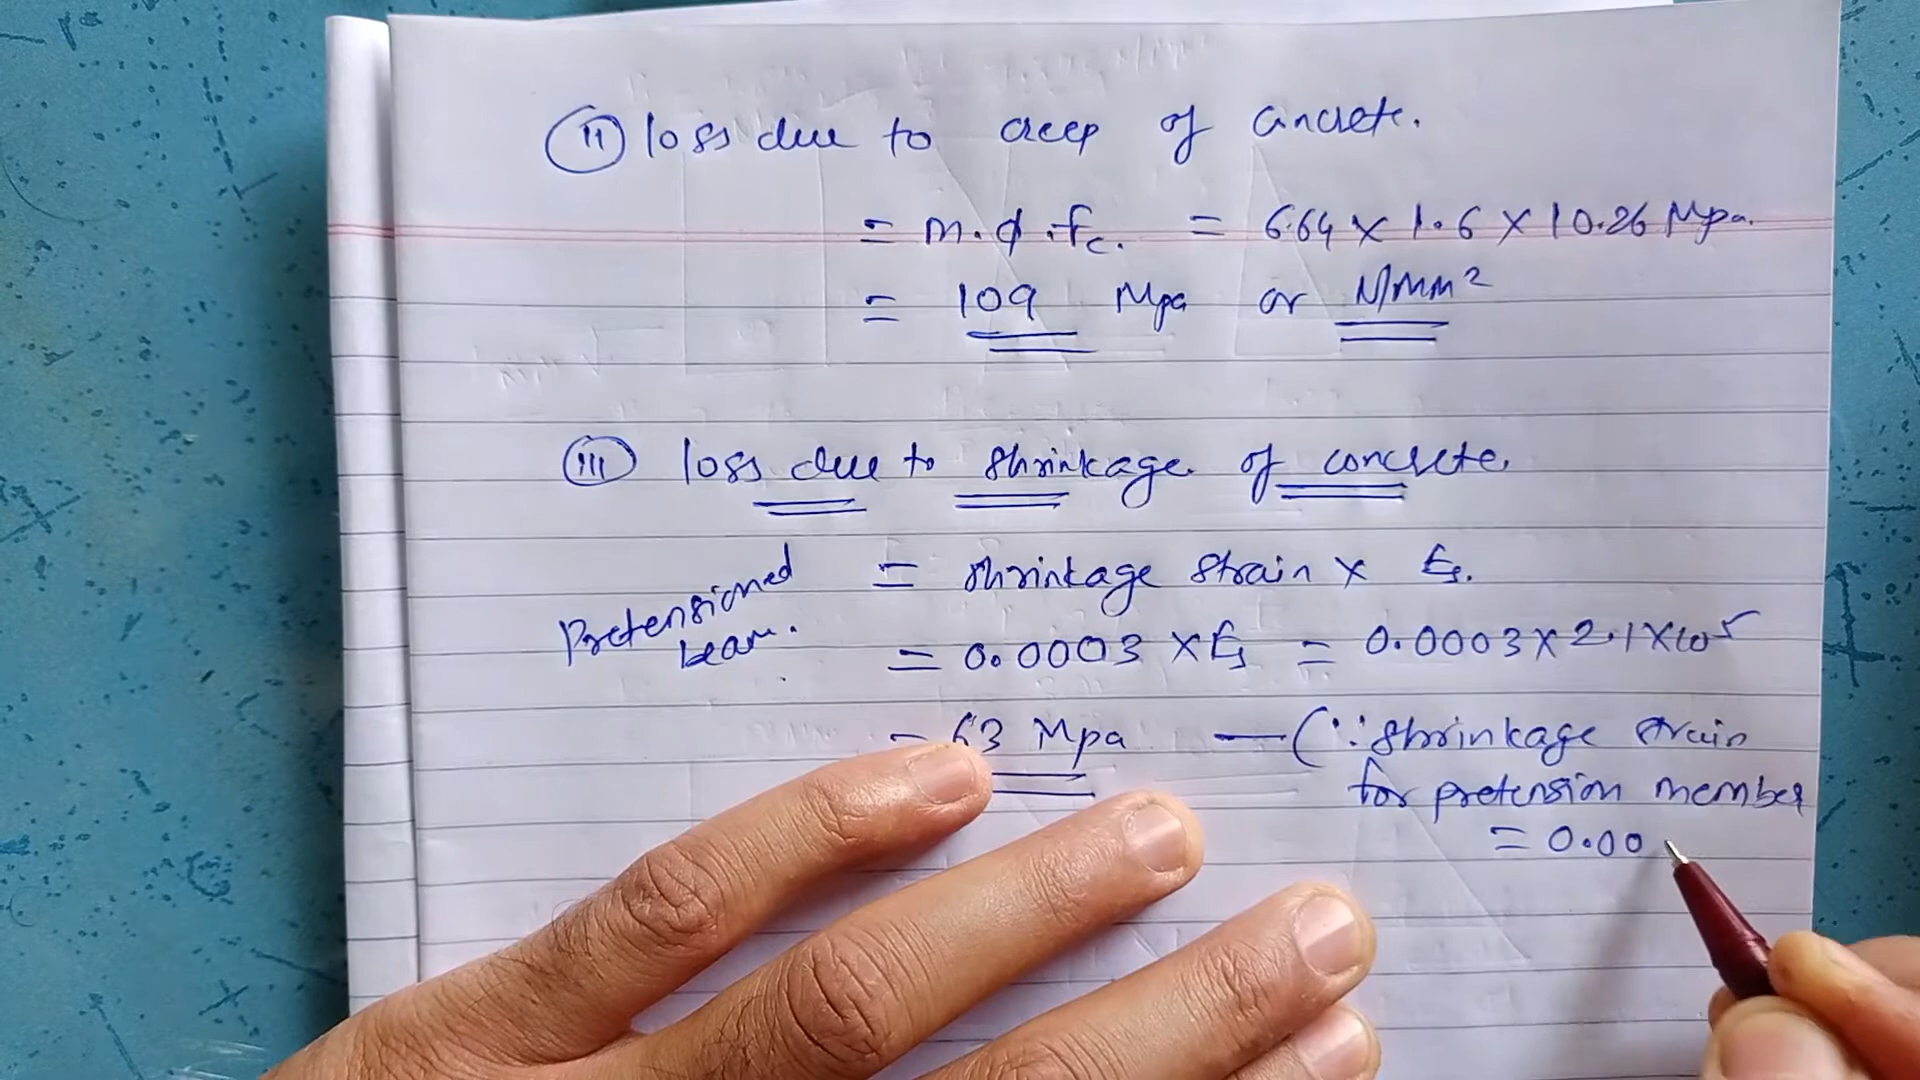 (ii) loss due to creep of concrete.
= m.φ.fc. = 6.64 x 1.6 x 10.26 Mpa.
= 109 Mpa or N/mm²
(iii) loss due to shrinkage of concrete.
Pretensioned beam. = shrinkage strain x Es.
= 0.0003 x Es = 0.0003 x 2.1 x 10⁵
= 63 Mpa — (∵ shrinkage strain
for pretension member
= 0.00